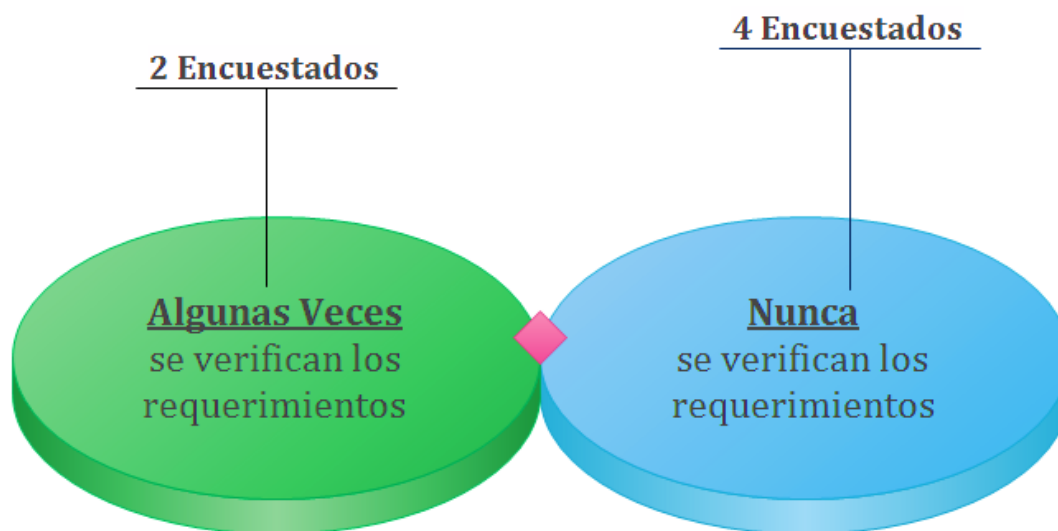 2 Encuestados
Algunas Veces
se verifican los
requerimientos
4 Encuestados
Nunca
se verifican los
requerimientos